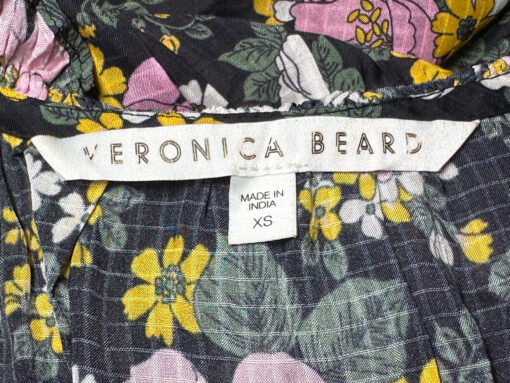 VERONICA BEARD
MADE IN
INDIA
XS